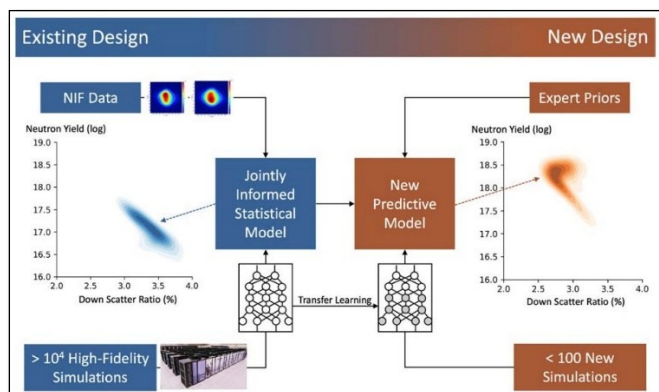 Existing Design
New Design
NIF Data
Expert Priors
Neutron Yield (log)
19.0
18.5
18.0
17.5
17.0
16.5
16.0
2.0 2.5 3.0 3.5 4.0
Down Scatter Ratio (%)
Jointly
Informed
Statistical
Model
New
Predictive
Model
Neutron Yield (log)
19.0
18.5
18.0
17.5
17.0
16.5
16.0
2.0 2.5 3.0 3.5 4.0
Down Scatter Ratio (%)
Transfer Learning
> 10⁴ High-Fidelity
Simulations
< 100 New
Simulations